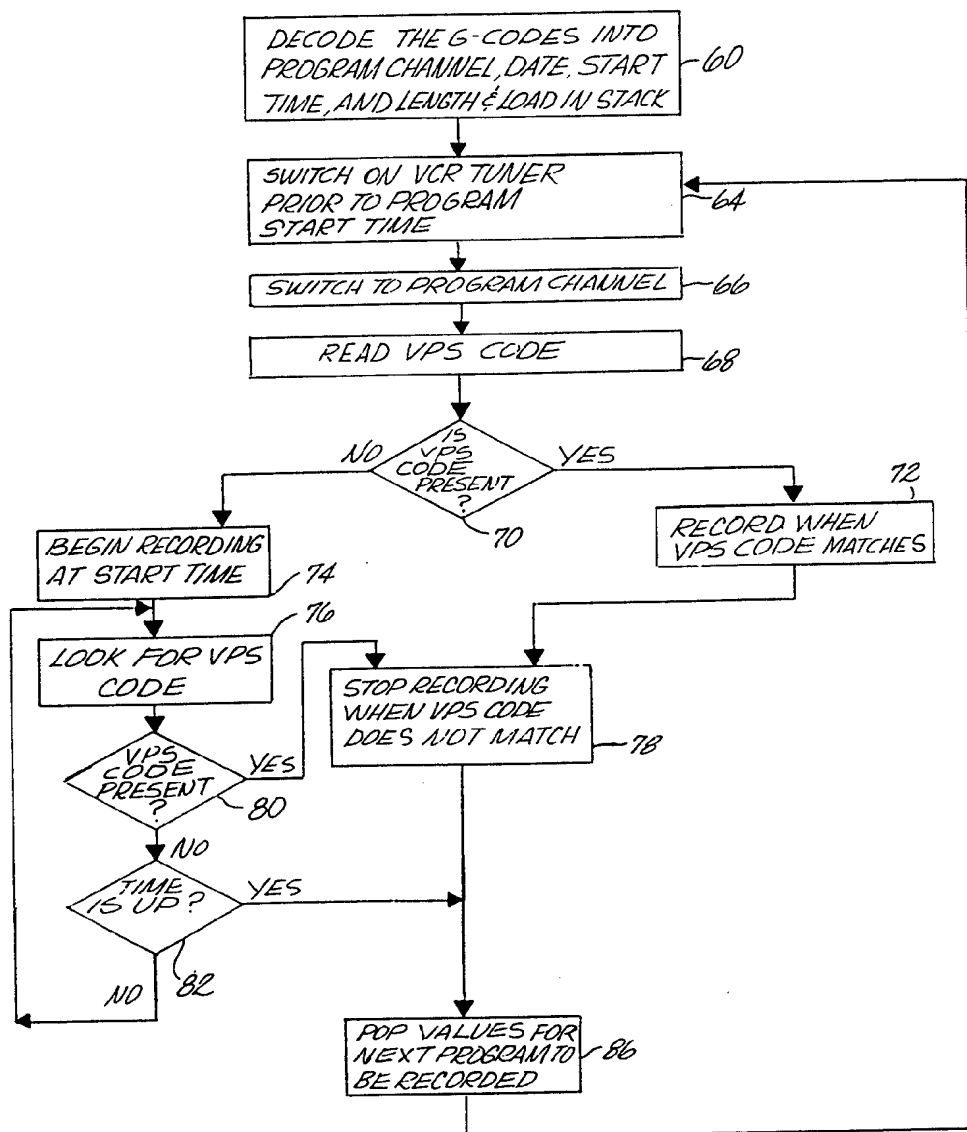 DECODE THE G-CODES INTO
PROGRAM CHANNEL, DATE, START
TIME, AND LENGTH & LOAD IN STACK
60
SWITCH ON VCR TUNER
PRIOR TO PROGRAM
START TIME
64
SWITCH TO PROGRAM CHANNEL
66
READ VPS CODE
68
IS
VPS
CODE
PRESENT
?
70
NO
YES
72
RECORD WHEN
VPS CODE MATCHES
BEGIN RECORDING
AT START TIME
74
76
LOOK FOR VPS
CODE
STOP RECORDING
WHEN VPS CODE
DOES NOT MATCH
78
VPS
CODE
PRESENT
?
YES
80
NO
TIME
IS UP?
YES
82
NO
POP VALUES FOR
NEXT PROGRAM TO
BE RECORDED
86